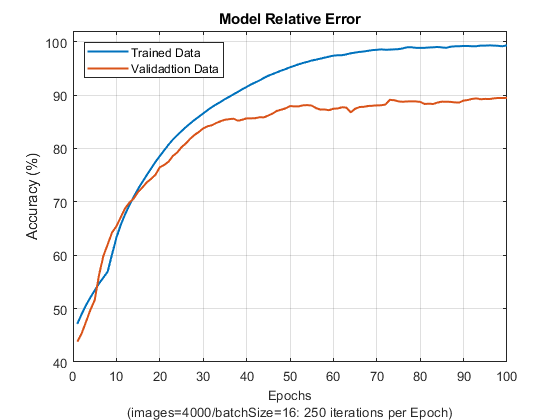 Model Relative Error
Trained Data
Validadtion Data
100
90
80
70
60
50
40
Accuracy (%)
0 10 20 30 40 50 60 70 80 90 100
Epochs
(images=4000/batchSize=16: 250 iterations per Epoch)